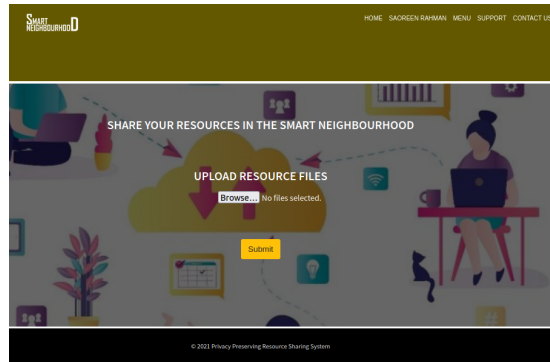 SMART
NEIGHBOURHOOD
HOME SAOREEN RAHMAN MENU SUPPORT CONTACT US
SHARE YOUR RESOURCES IN THE SMART NEIGHBOURHOOD
UPLOAD RESOURCE FILES
Browse... No files selected.
Submit
#
© 2021 Privacy Preserving Resource Sharing System